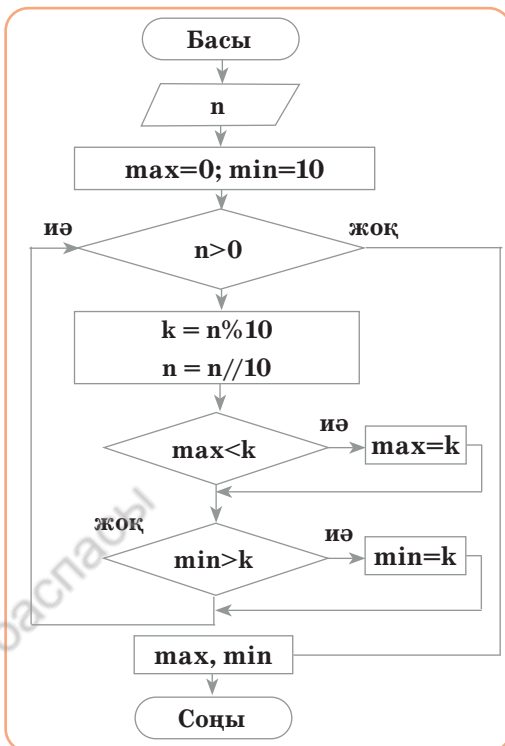 Басы
n
max=0; min=10
иә
жоқ
n>0
k = n%10
n = n//10
max<k
иә
max=k
жоқ
min>k
иә
min=k
max, min
Соңы